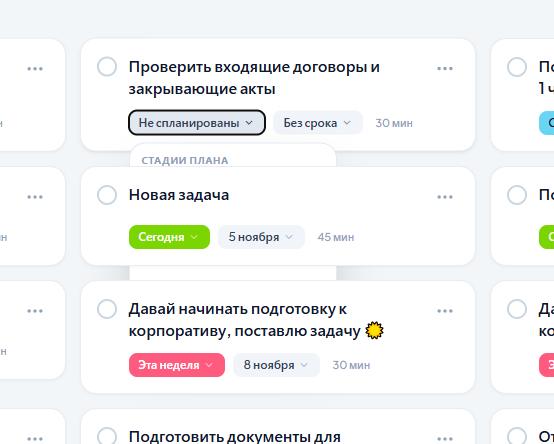 Проверить входящие договоры и
закрывающие акты
Не спланированы
Без срока
30 мин
СТАДИИ ПЛАНА
Новая задача
Сегодня
5 ноября
45 мин
Давай начинать подготовку к
корпоративу, поставлю задачу
Эта неделя
8 ноября
30 мин
Подготовить документы для